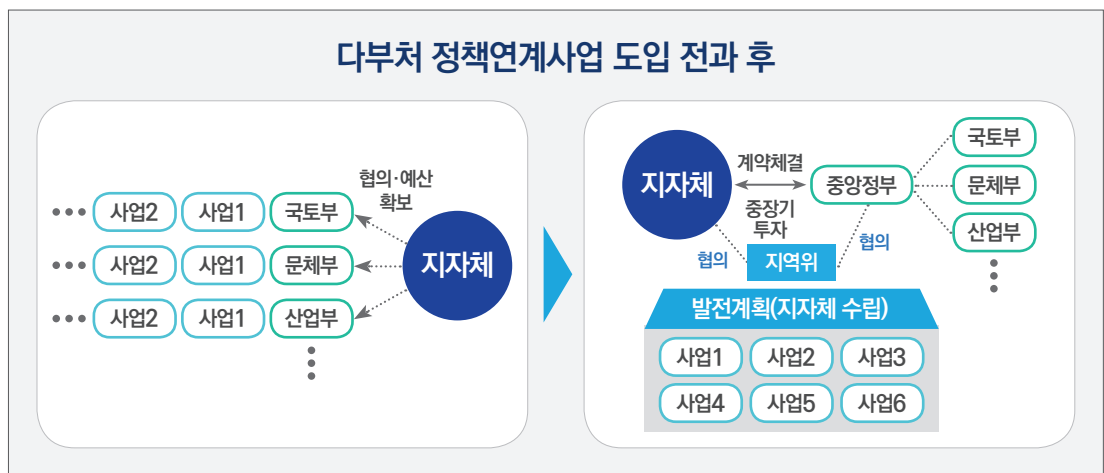 다부처 정책연계사업 도입 전과 후
협의·예산
확보
••• 사업2 사업1 국토부
••• 사업2 사업1 문체부
••• 사업2 사업1 산업부
지자체
지자체
계약체결
중장기
투자
중앙정부
국토부
문체부
산업부
협의
지역위
협의
발전계획(지자체 수립)
사업1 사업2 사업3
사업4 사업5 사업6